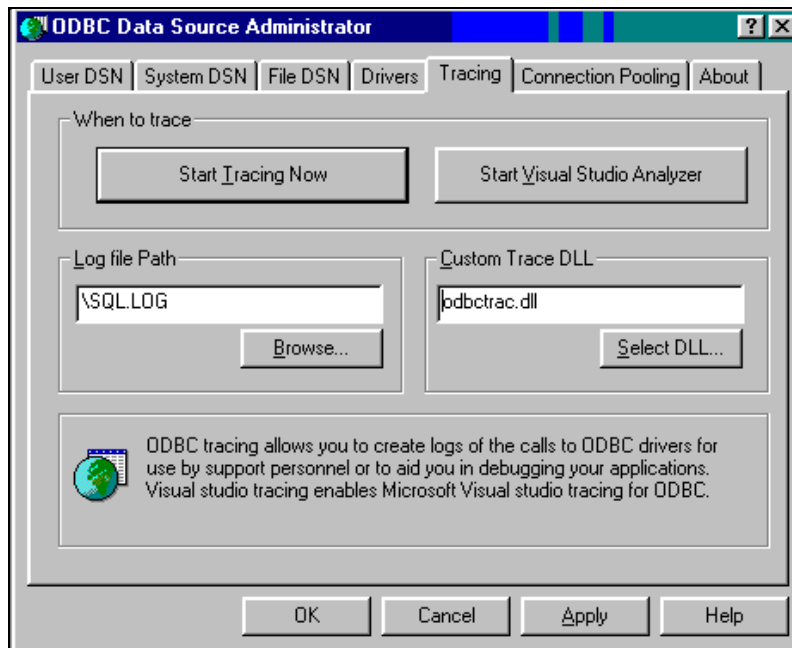 ODBC Data Source Administrator
User DSN System DSN File DSN Drivers Tracing Connection Pooling About
When to trace
Start Tracing Now Start Visual Studio Analyzer
Log file Path Custom Trace DLL
\SQL.LOG odbctrac.dll
Browse... Select DLL...
ODBC tracing allows you to create logs of the calls to ODBC drivers for
use by support personnel or to aid you in debugging your applications.
Visual studio tracing enables Microsoft Visual studio tracing for ODBC.
OK Cancel Apply Help